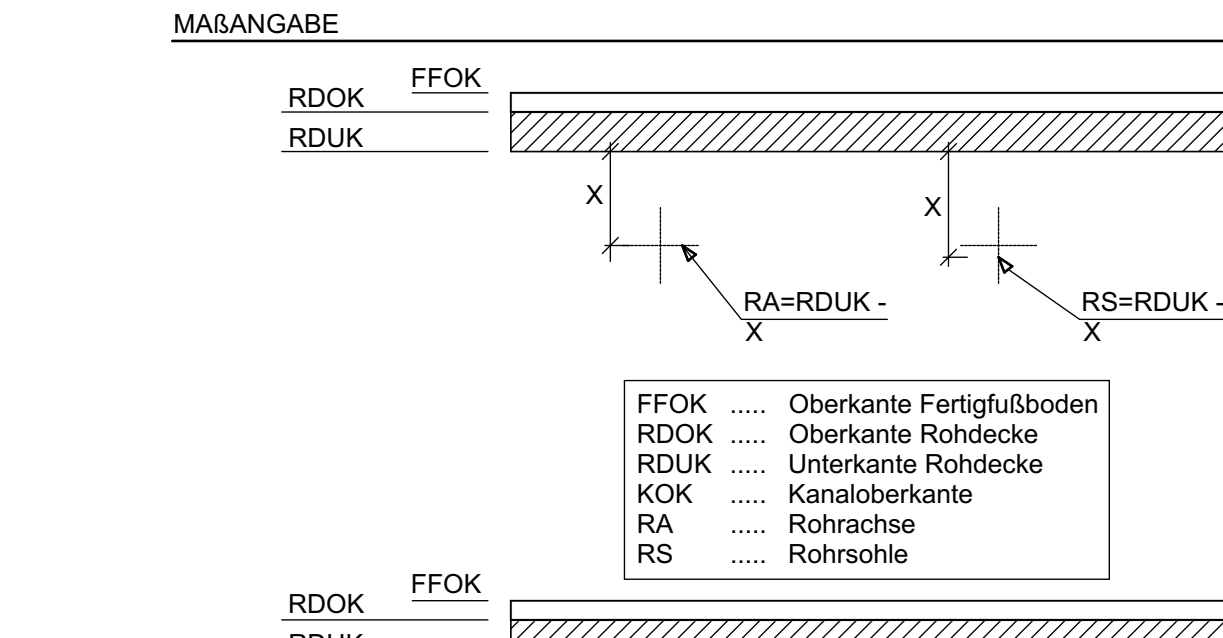 MAßANGABE
FFOK
RDOK
RDUK
X
X
RA=RDUK -
X
RS=RDUK -
X
FFOK ..... Oberkante Fertigfußboden
RDOK ..... Oberkante Rohdecke
RDUK ..... Unterkante Rohdecke
KOK ..... Kanaloberkante
RA ..... Rohrachse
RS ..... Rohrsohle
FFOK
RDOK
RDUK